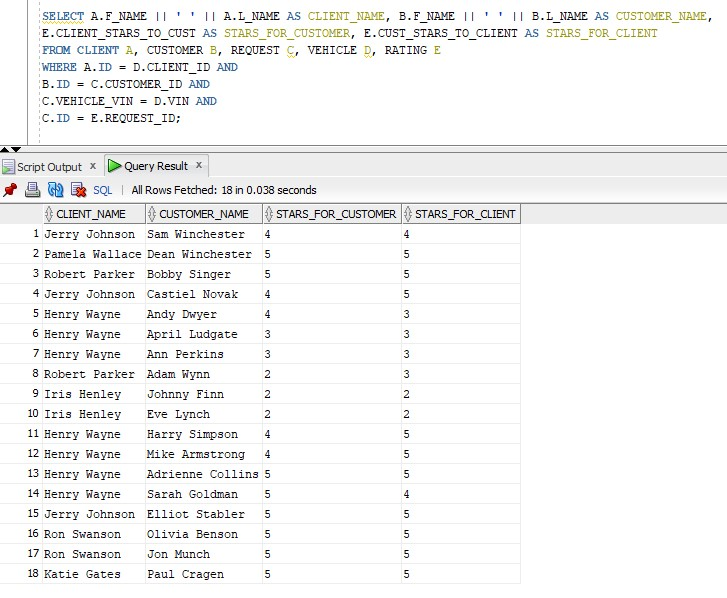 SELECT A.F_NAME || ' ' || A.L_NAME AS CLIENT_NAME, B.F_NAME || ' ' || B.L_NAME AS CUSTOMER_NAME,
E.CLIENT_STARS_TO_CUST AS STARS_FOR_CUSTOMER, E.CUST_STARS_TO_CLIENT AS STARS_FOR_CLIENT
FROM CLIENT A, CUSTOMER B, REQUEST C, VEHICLE D, RATING E
WHERE A.ID = D.CLIENT_ID AND
B.ID = C.CUSTOMER_ID AND
C.VEHICLE_VIN = D.VIN AND
C.ID = E.REQUEST_ID;
Script Output x Query Result x
SQL | All Rows Fetched: 18 in 0.038 seconds
CLIENT_NAME CUSTOMER_NAME STARS_FOR_CUSTOMER STARS_FOR_CLIENT
1 Jerry Johnson Sam Winchester 4 4
2 Pamela Wallace Dean Winchester 5 5
3 Robert Parker Bobby Singer 5 5
4 Jerry Johnson Castiel Novak 4 5
5 Henry Wayne Andy Dwyer 4 3
6 Henry Wayne April Ludgate 3 3
7 Henry Wayne Ann Perkins 3 3
8 Robert Parker Adam Wynn 2 3
9 Iris Henley Johnny Finn 2 2
10 Iris Henley Eve Lynch 2 2
11 Henry Wayne Harry Simpson 4 5
12 Henry Wayne Mike Armstrong 4 5
13 Henry Wayne Adrienne Collins 5 5
14 Henry Wayne Sarah Goldman 5 4
15 Jerry Johnson Elliot Stabler 5 5
16 Ron Swanson Olivia Benson 5 5
17 Ron Swanson Jon Munch 5 5
18 Katie Gates Paul Cragen 5 5